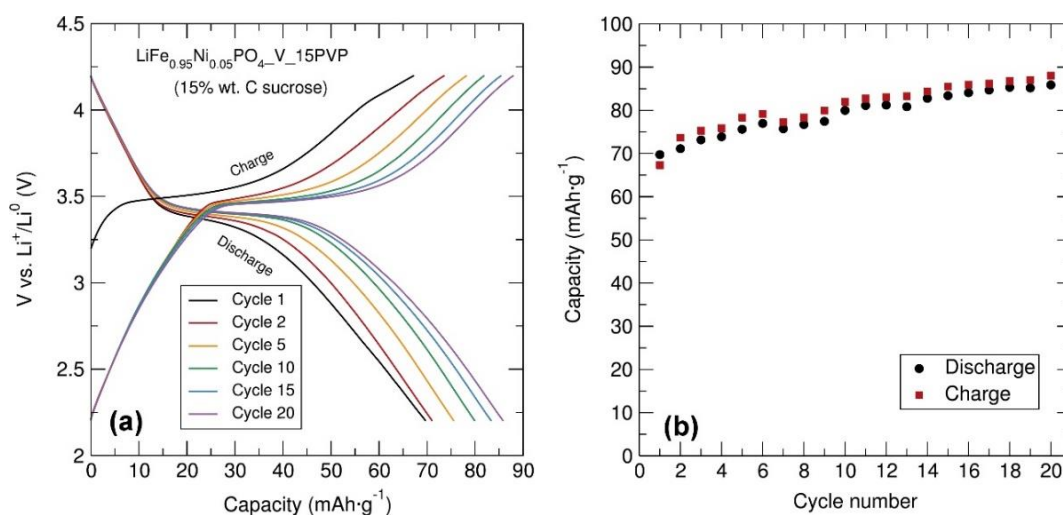 LiFe0.95Ni0.05PO4_V_15PVP
(15% wt. C sucrose)
Charge
Discharge
Cycle 1
Cycle 2
Cycle 5
Cycle 10
Cycle 15
Cycle 20
(a)
4.5
4
3.5
3
2.5
2
V vs. Li+/Li0 (V)
0 10 20 30 40 50 60 70 80 90
Capacity (mAh·g-1)
100
90
80
70
60
50
40
30
20
10
0
Capacity (mAh·g-1)
Discharge
Charge
(b)
0 2 4 6 8 10 12 14 16 18 20
Cycle number